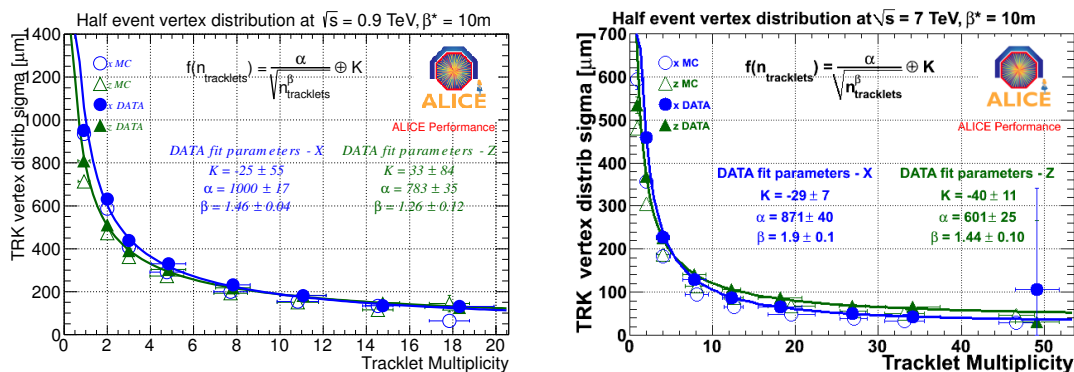 Half event vertex distribution at √s = 0.9 TeV, β* = 10m
TRK vertex distrib sigma [μm]
1400
1200
1000
800
600
400
200
0
x MC
z MC
x DATA
z DATA
f(n_tracklets) = α / √(n^β_tracklets) ⊕ K
ALICE
ALICE Performance
DATA fit parameters - X
K = -25 ± 55
α = 1000 ± 17
β = 1.46 ± 0.04
DATA fit parameters - Z
K = 33 ± 84
α = 783 ± 35
β = 1.26 ± 0.12
0 2 4 6 8 10 12 14 16 18 20
Tracklet Multiplicity
Half event vertex distribution at √s = 7 TeV, β* = 10m
TRK vertex distrib sigma [μm]
700
600
500
400
300
200
100
0
x MC
z MC
x DATA
z DATA
f(n_tracklets) = α / √(n^β_tracklets) ⊕ K
ALICE
ALICE Performance
DATA fit parameters - X
K = -29 ± 7
α = 871± 40
β = 1.9 ± 0.1
DATA fit parameters - Z
K = -40 ± 11
α = 601± 25
β = 1.44 ± 0.10
0 10 20 30 40 50
Tracklet Multiplicity